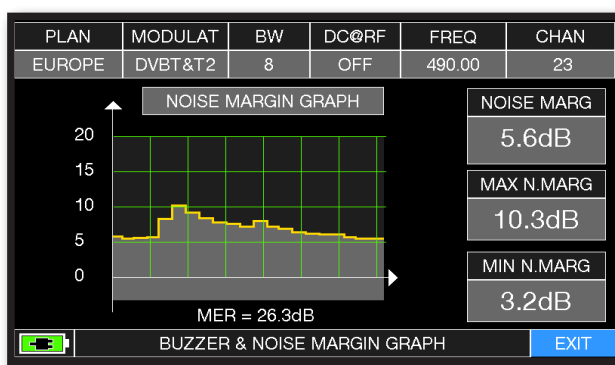 PLAN MODULAT BW DC@RF FREQ CHAN
EUROPE DVBT&T2 8 OFF 490.00 23
NOISE MARGIN GRAPH
20
15
10
5
0
MER = 26.3dB
NOISE MARG
5.6dB
MAX N.MARG
10.3dB
MIN N.MARG
3.2dB
BUZZER & NOISE MARGIN GRAPH EXIT